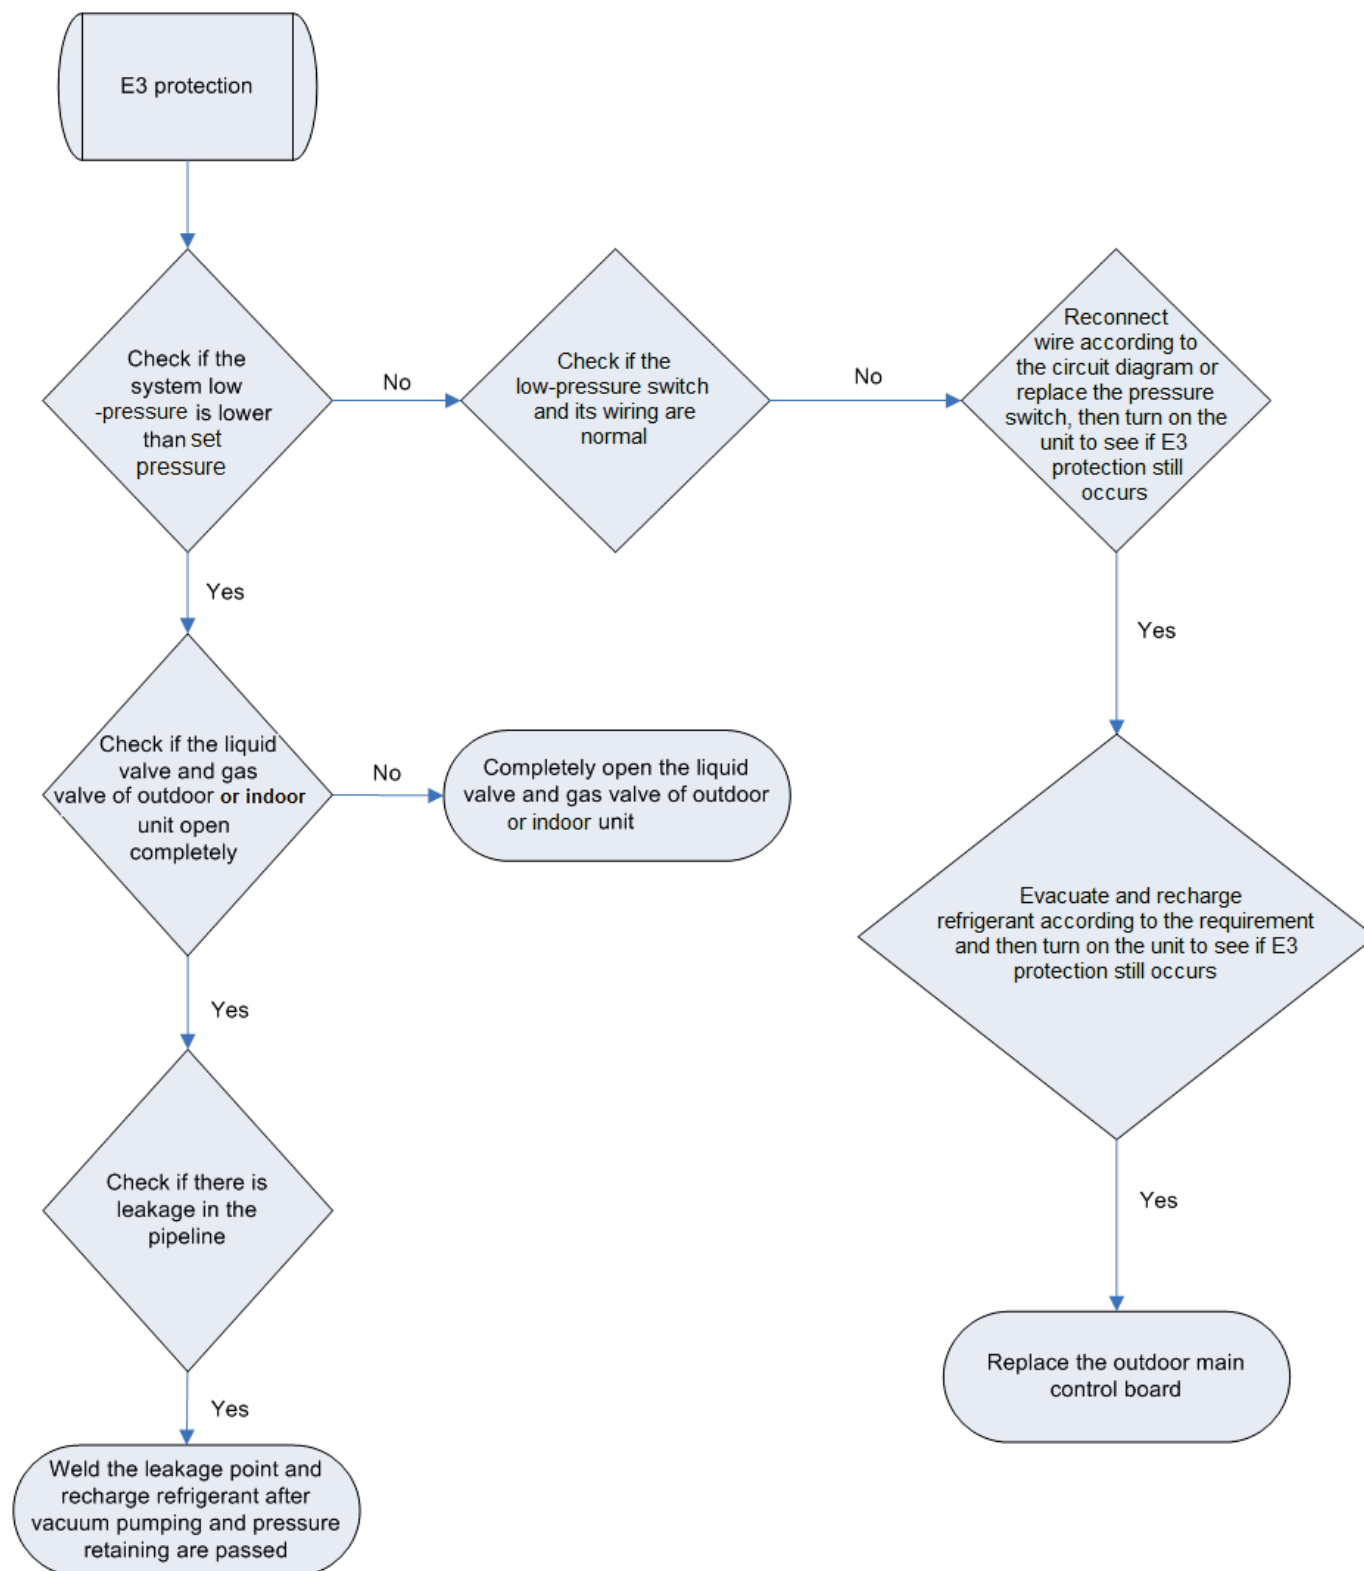 E3 protection
Check if the
system low
-pressure is lower
than set
pressure
No
Check if the
low-pressure switch
and its wiring are
normal
No
Reconnect
wire according to
the circuit diagram or
replace the pressure
switch, then turn on the
unit to see if E3
protection still
occurs
Yes
Yes
Check if the liquid
valve and gas
valve of outdoor or indoor
unit open
completely
No
Completely open the liquid
valve and gas valve of outdoor
or indoor unit
Evacuate and recharge
refrigerant according to the requirement
and then turn on the unit to see if E3
protection still occurs
Yes
Check if there is
leakage in the
pipeline
Yes
Replace the outdoor main
control board
Yes
Weld the leakage point and
recharge refrigerant after
vacuum pumping and pressure
retaining are passed